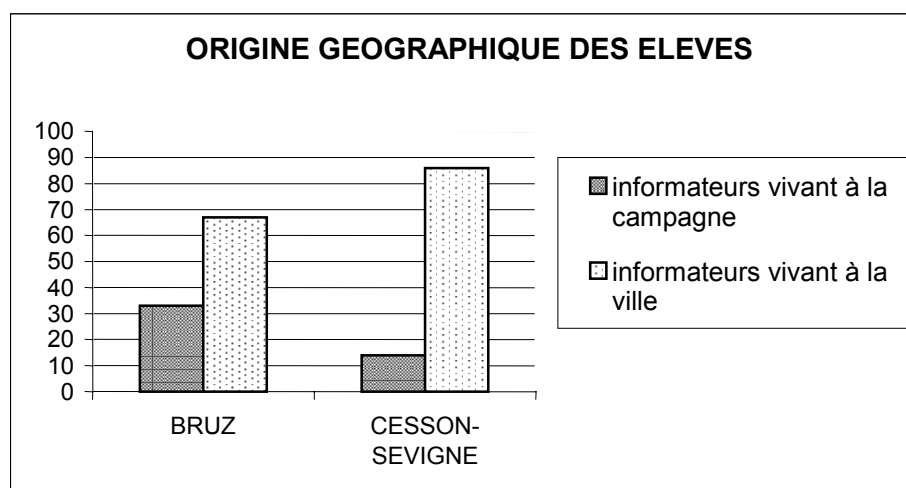 ORIGINE GEOGRAPHIQUE DES ELEVES
100
90
80
70
60
50
40
30
20
10
0
BRUZ
CESSON-
SEVIGNE
informateurs vivant à la
campagne
informateurs vivant à la
ville